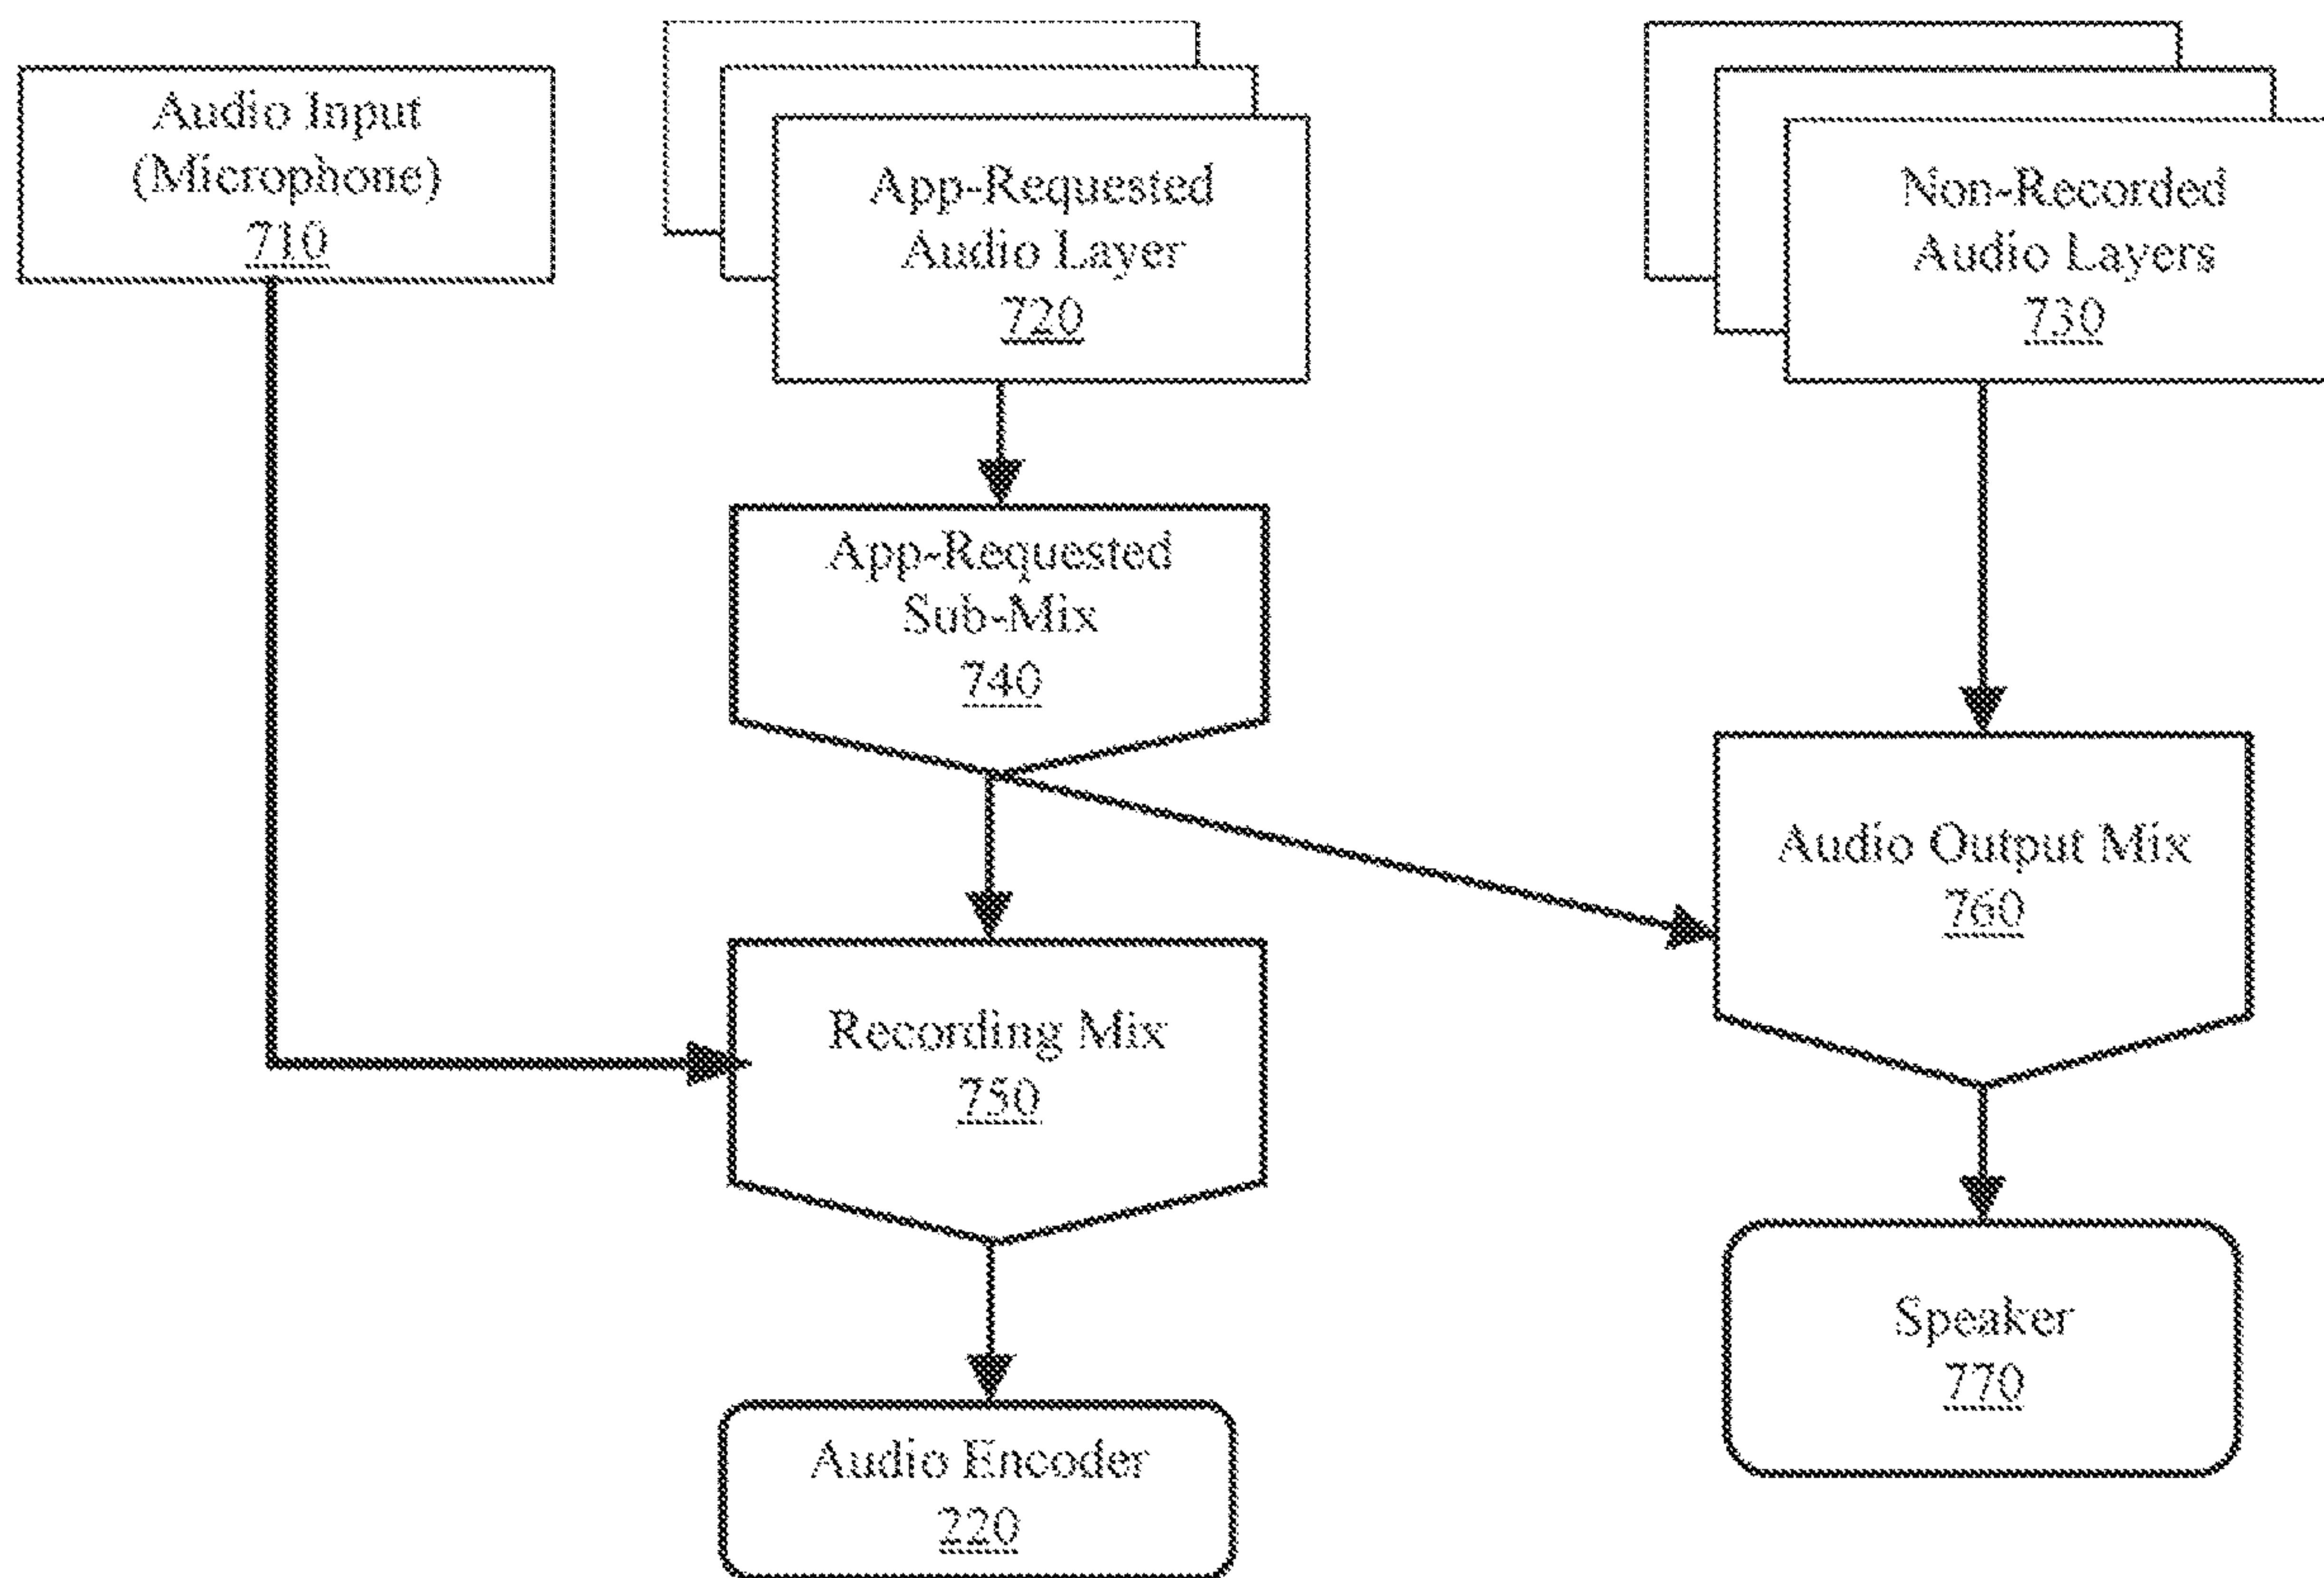 Audio Input
(Microphone)
710
App-Requested
Audio Layer
720
Non-Recorded
Audio Layers
730
App-Requested
Sub-Mix
740
Audio Output Mix
760
Recording Mix
750
Speaker
770
Audio Encoder
220